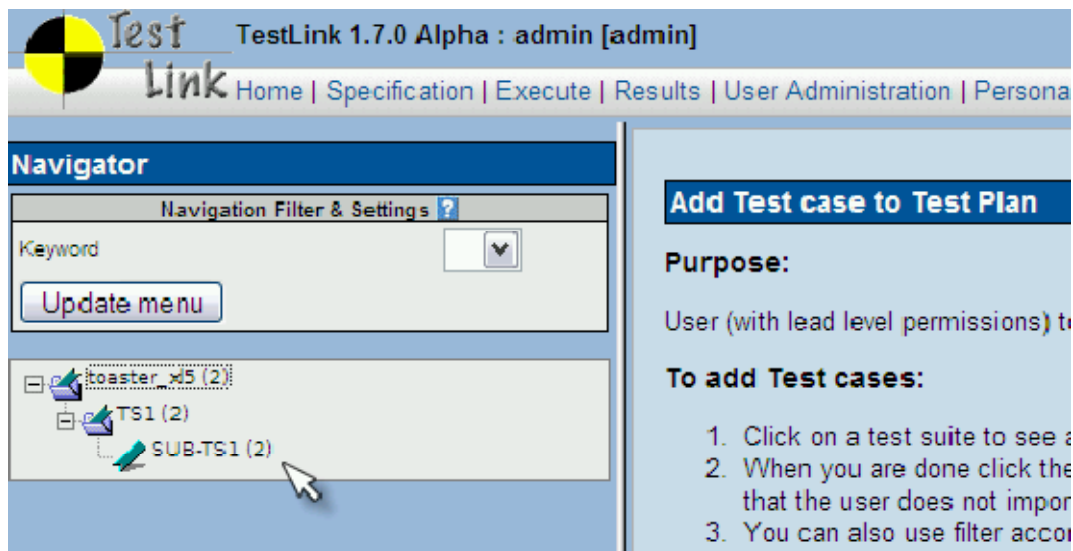 Test Link
TestLink 1.7.0 Alpha : admin [admin]
Home | Specification | Execute | Results | User Administration | Persona
Navigator
Navigation Filter & Settings ?
Keyword
Update menu
toaster_xl5 (2)
TS1 (2)
SUB-TS1 (2)
Add Test case to Test Plan
Purpose:
User (with lead level permissions)
To add Test cases:
1. Click on a test suite to see a
2. When you are done click the
that the user does not impor
3. You can also use filter accor